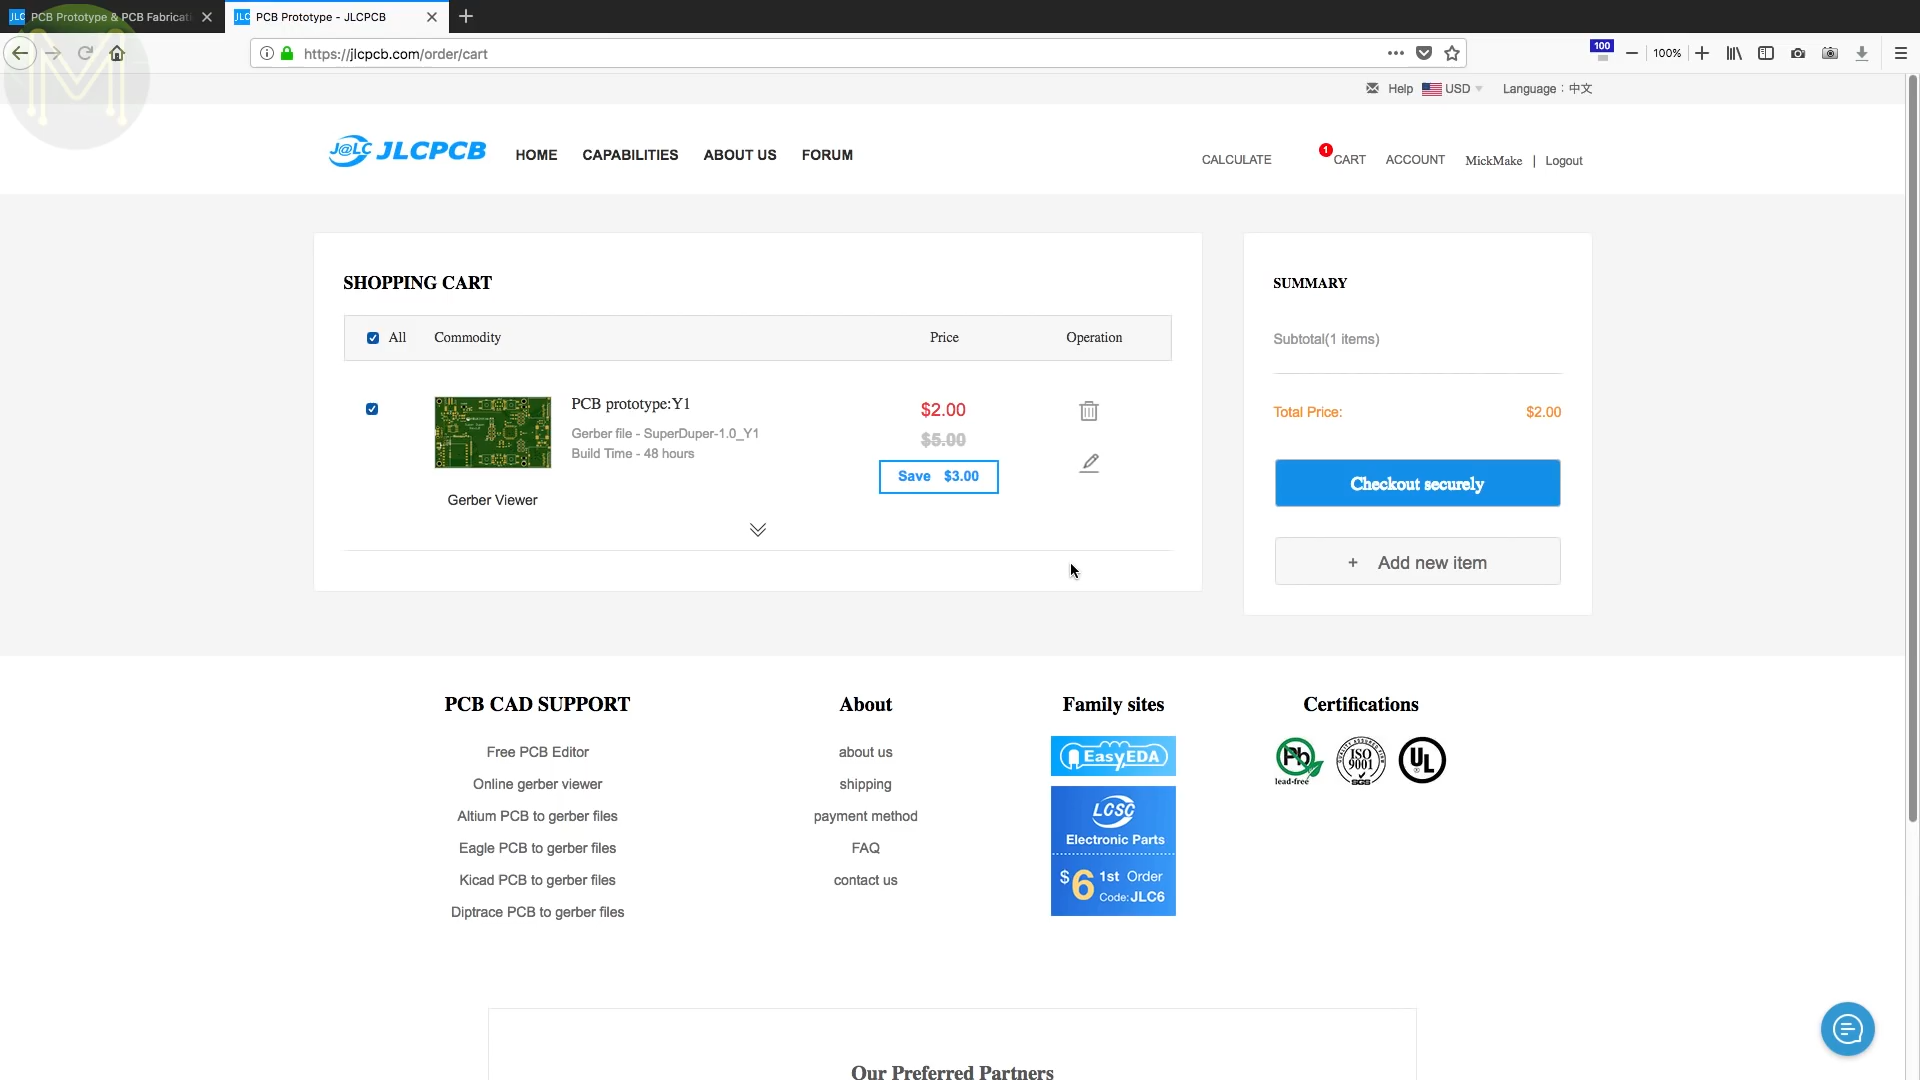 JLC PCB Prototype & PCB Fabricati
JLC PCB Prototype - JLCPCB
https://jlcpcb.com/order/cart
100
100%
Help USD Language : 中文
J@LC JLCPCB HOME CAPABILITIES ABOUT US FORUM
CALCULATE 1 CART ACCOUNT MickMake | Logout
SHOPPING CART
All Commodity Price Operation
PCB prototype:Y1
Gerber file - SuperDuper-1.0_Y1
Build Time - 48 hours
Gerber Viewer
$2.00
$5.00
Save $3.00
SUMMARY
Subtotal(1 items)
Total Price: $2.00
Checkout securely
+ Add new item
PCB CAD SUPPORT
Free PCB Editor
Online gerber viewer
Altium PCB to gerber files
Eagle PCB to gerber files
Kicad PCB to gerber files
Diptrace PCB to gerber files
About
about us
shipping
payment method
FAQ
contact us
Family sites
EasyEDA
LCSC
Electronic Parts
$6 1st Order
Code:JLC6
Certifications
Pb
lead-free
ISO
9001
SGS
UL
Our Preferred Partners